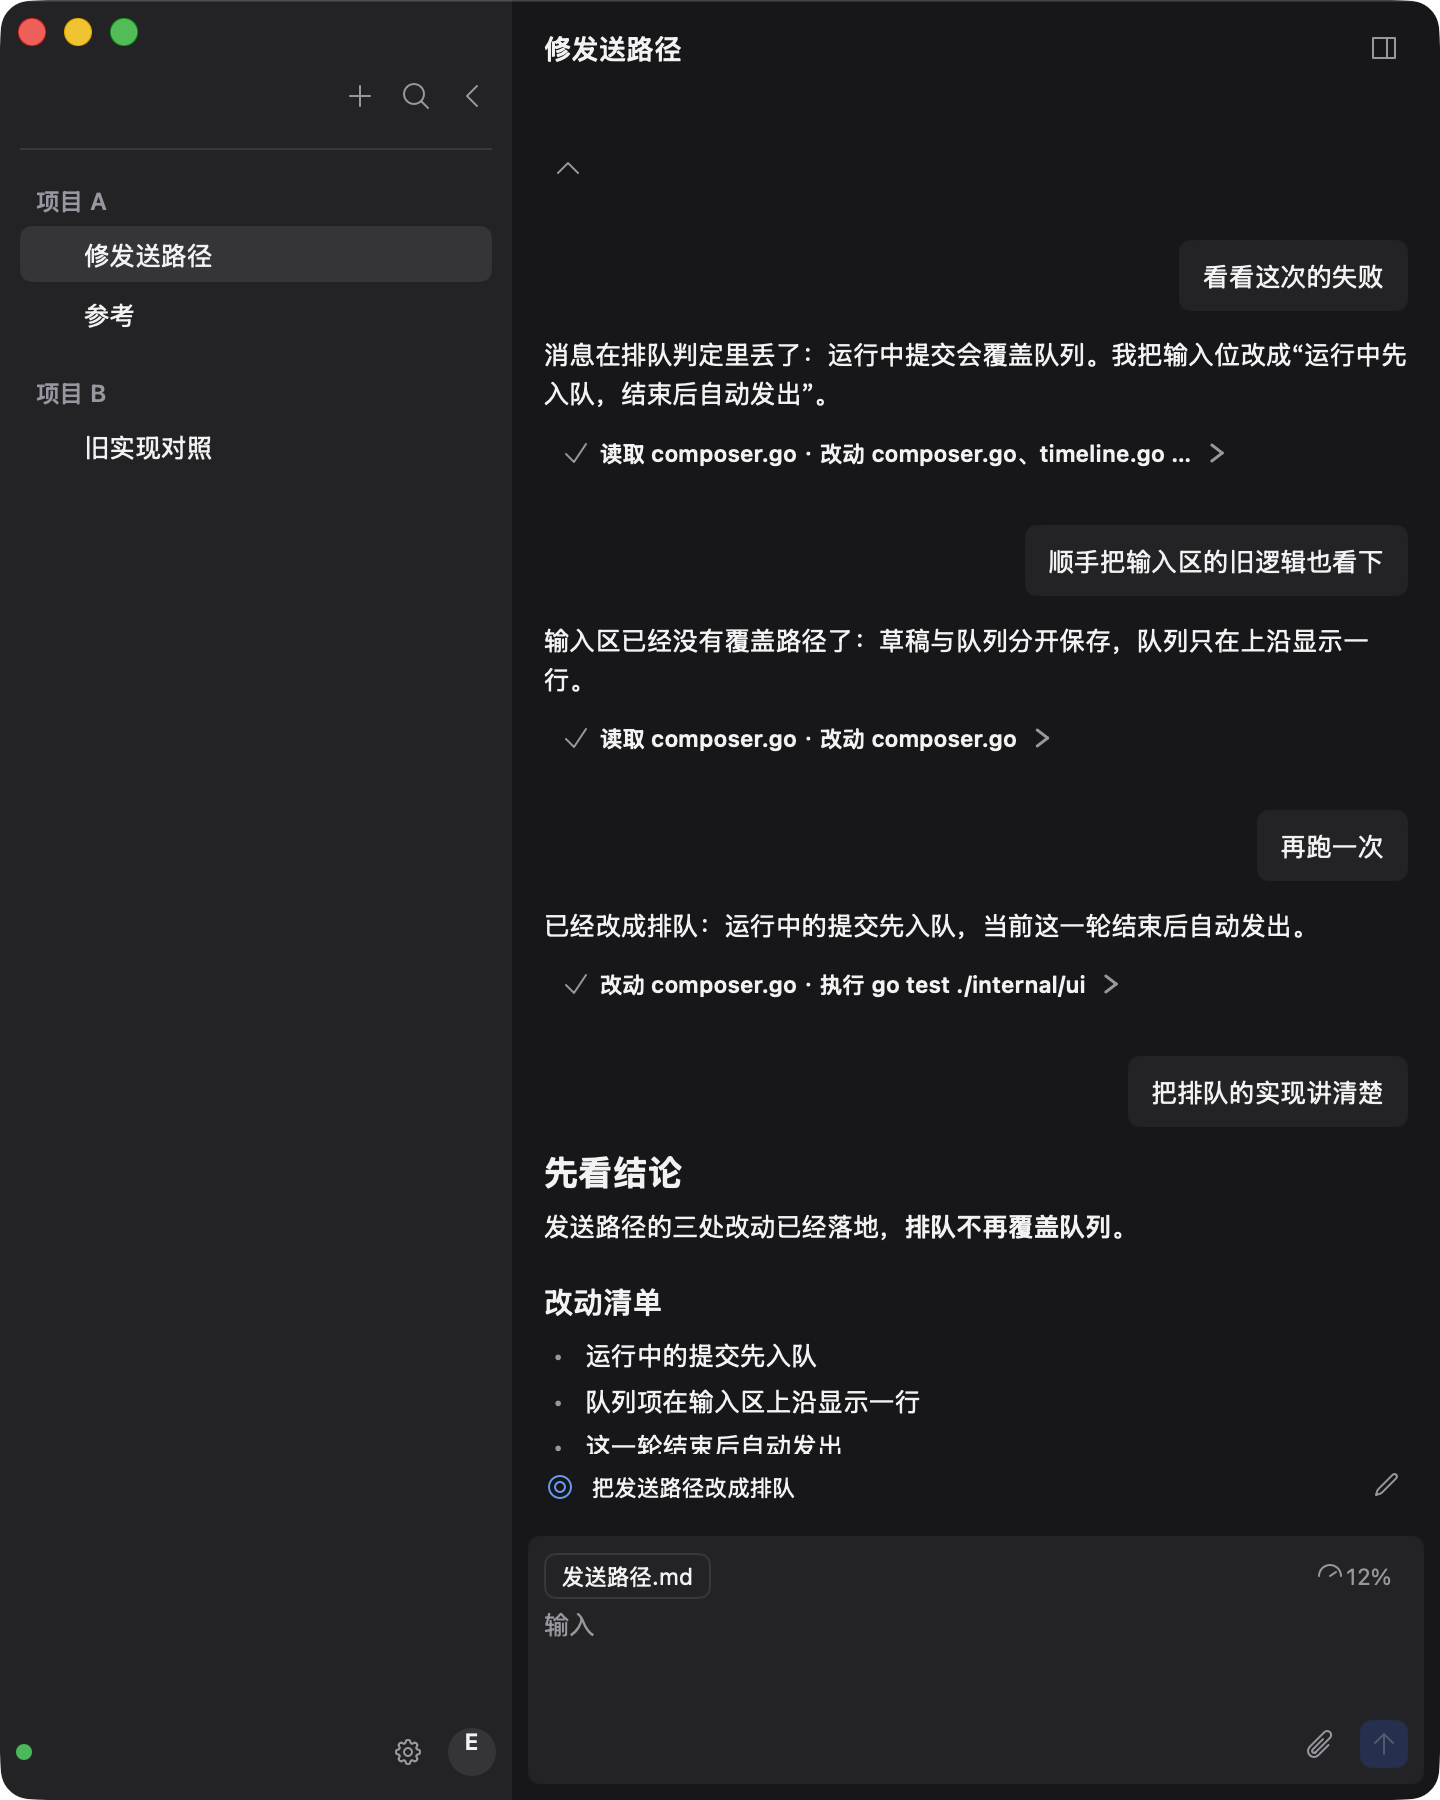 修发送路径
项目 A
修发送路径
参考
项目 B
旧实现对照
看看这次的失败
消息在排队判定里丢了：运行中提交会覆盖队列。我把输入位改成“运行中先
入队，结束后自动发出”。
读取 composer.go · 改动 composer.go、timeline.go ...
顺手把输入区的旧逻辑也看下
输入区已经没有覆盖路径了：草稿与队列分开保存，队列只在上沿显示一
行。
读取 composer.go · 改动 composer.go
再跑一次
已经改成排队：运行中的提交先入队，当前这一轮结束后自动发出。
改动 composer.go · 执行 go test ./internal/ui
把排队的实现讲清楚
先看结论
发送路径的三处改动已经落地，排队不再覆盖队列。
改动清单
• 运行中的提交先入队
• 队列项在输入区上沿显示一行
• 这一轮结束后自动发出
把发送路径改成排队
发送路径.md
12%
输入
E